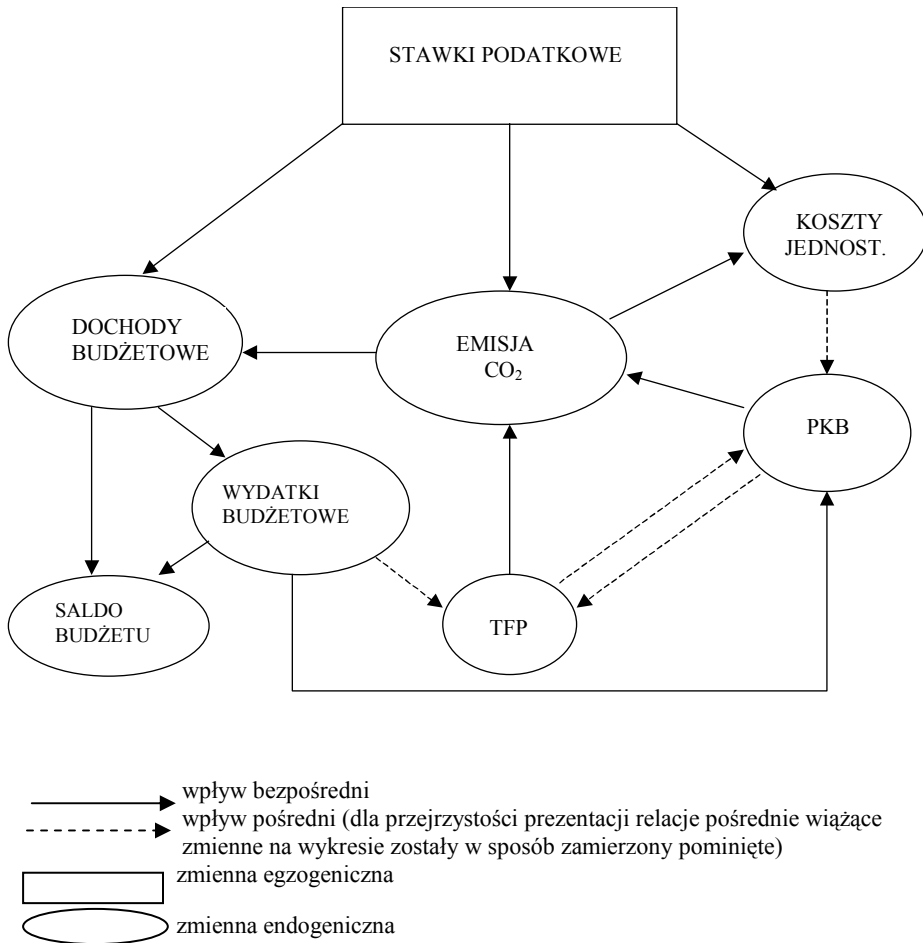 STAWKI PODATKOWE
KOSZTY
JEDNOST.
DOCHODY
BUDŻETOWE
EMISJA
CO₂
PKB
WYDATKI
BUDŻETOWE
SALDO
BUDŻETU
TFP
wpływ bezpośredni
wpływ pośredni (dla przejrzystości prezentacji relacje pośrednie wiążące
zmienne na wykresie zostały w sposób zamierzony pominięte)
zmienna egzogeniczna
zmienna endogeniczna